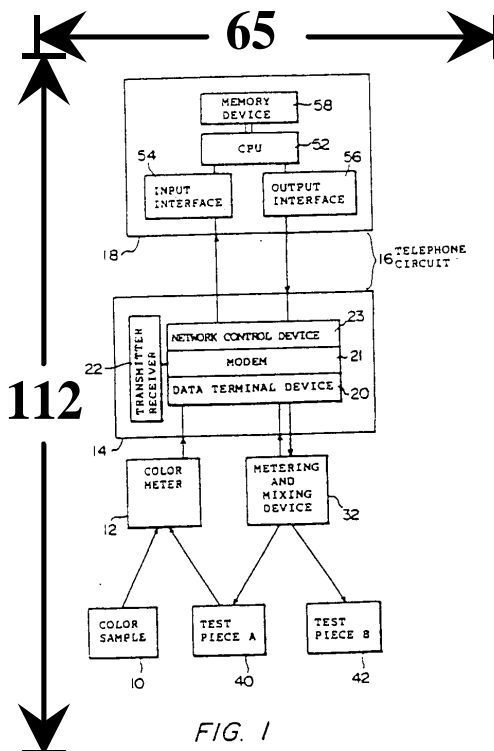 65
112
MEMORY
DEVICE
58
CPU
52
54
INPUT
INTERFACE
56
OUTPUT
INTERFACE
18
16 TELEPHONE
CIRCUIT
NETWORK CONTROL DEVICE
23
MODEM
21
DATA TERMINAL DEVICE
20
22
TRANSMITTER
RECEIVER
14
COLOR
METER
12
METERING
AND
MIXING
DEVICE
32
COLOR
SAMPLE
10
TEST
PIECE A
40
TEST
PIECE B
42
FIG. 1